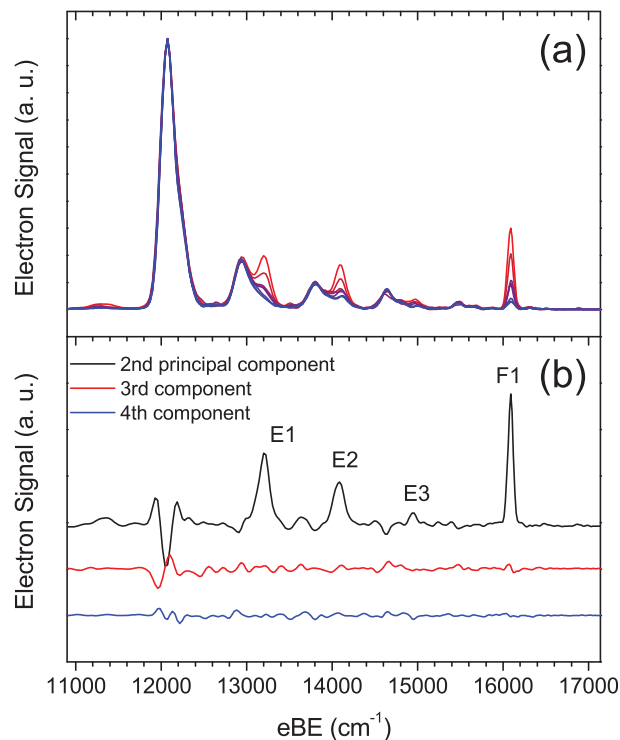 (a)
Electron Signal (a. u.)
(b)
2nd principal component
3rd component
4th component
F1
E1
E2
E3
Electron Signal (a. u.)
11000 12000 13000 14000 15000 16000 17000
eBE (cm⁻¹)